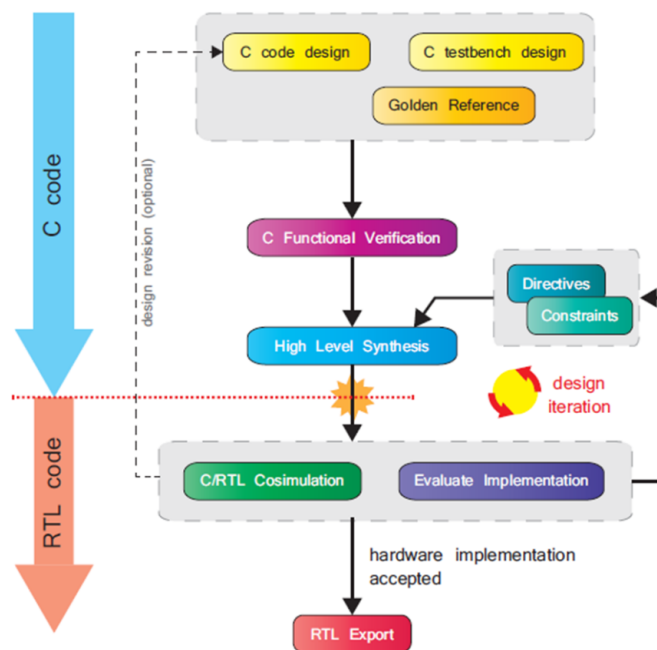 C code design
C testbench design
Golden Reference
C code
design revision (optional)
C Functional Verification
Directives
Constraints
High Level Synthesis
design
iteration
RTL code
C/RTL Cosimulation
Evaluate Implementation
hardware implementation
accepted
RTL Export